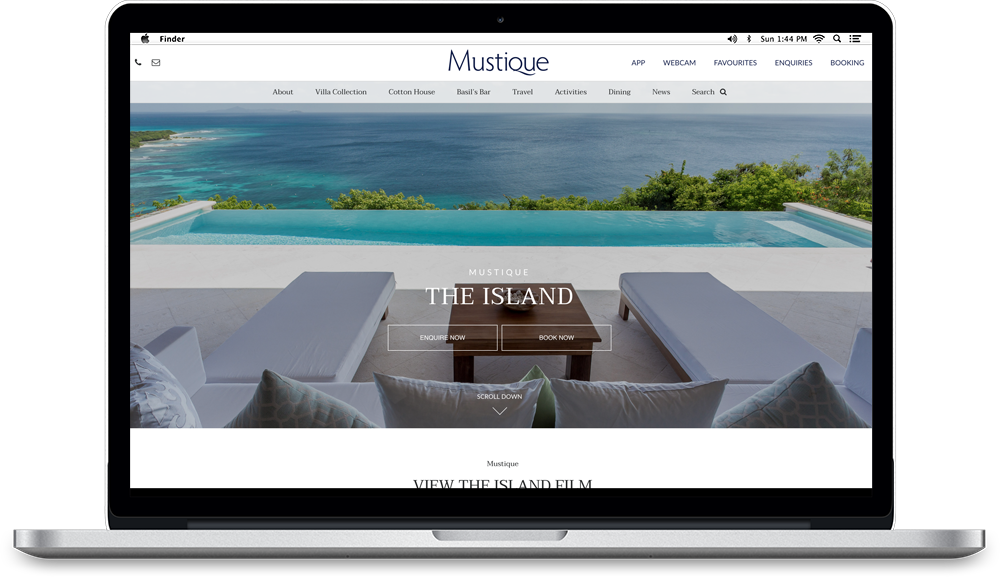 Finder
Sun 1:44 PM
Mustique
APP WEBCAM FAVOURITES ENQUIRIES BOOKING
About Villa Collection Cotton House Basil's Bar Travel Activities Dining News Search
MUSTIQUE
THE ISLAND
ENQUIRE NOW BOOK NOW
SCROLL DOWN
Mustique
VIEW THE ISLAND FILM